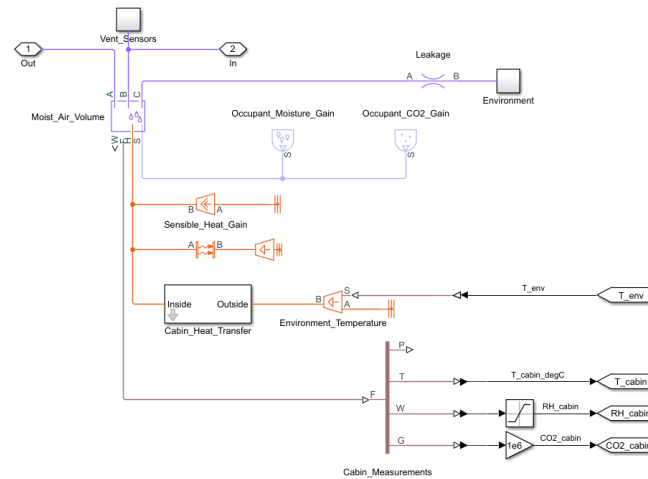 1
Out
Vent_Sensors
2
In
Leakage
A
B
Environment
A
B
C
Moist_Air_Volume
Occupant_Moisture_Gain
Occupant_CO2_Gain
W
F
H
S
S
S
B
A
Sensible_Heat_Gain
A
B
Inside
Outside
Cabin_Heat_Transfer
B
S
A
Environment_Temperature
T_env
T_env
P
T
T_cabin_degC
T_cabin
F
W
RH_cabin
RH_cabin
G
1e6
CO2_cabin
CO2_cabin
Cabin_Measurements